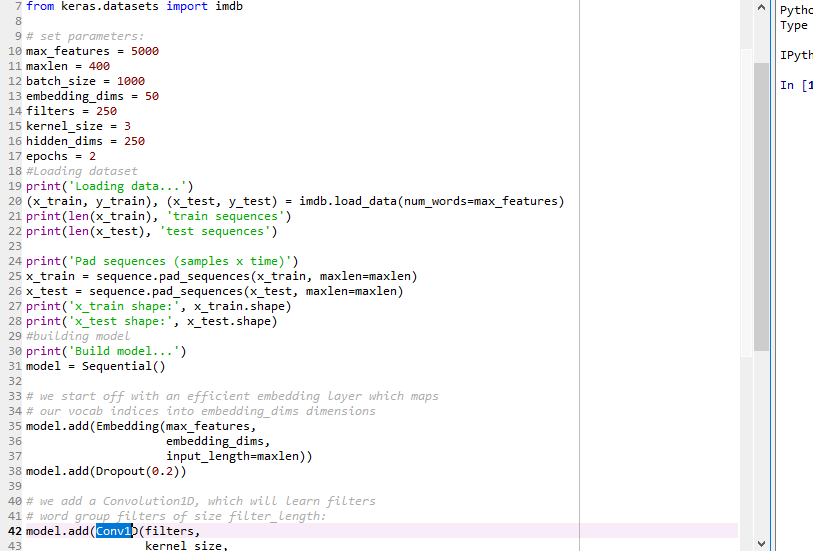 7 from keras.datasets import imdb
8
9 # set parameters:
10 max_features = 5000
11 maxlen = 400
12 batch_size = 1000
13 embedding_dims = 50
14 filters = 250
15 kernel_size = 3
16 hidden_dims = 250
17 epochs = 2
18 #Loading dataset
19 print('Loading data...')
20 (x_train, y_train), (x_test, y_test) = imdb.load_data(num_words=max_features)
21 print(len(x_train), 'train sequences')
22 print(len(x_test), 'test sequences')
23
24 print('Pad sequences (samples x time)')
25 x_train = sequence.pad_sequences(x_train, maxlen=maxlen)
26 x_test = sequence.pad_sequences(x_test, maxlen=maxlen)
27 print('x_train shape:', x_train.shape)
28 print('x_test shape:', x_test.shape)
29 #building model
30 print('Build model...')
31 model = Sequential()
32
33 # we start off with an efficient embedding layer which maps
34 # our vocab indices into embedding_dims dimensions
35 model.add(Embedding(max_features,
36                     embedding_dims,
37                     input_length=maxlen))
38 model.add(Dropout(0.2))
39
40 # we add a Convolution1D, which will learn filters
41 # word group filters of size filter_length:
42 model.add(Conv1D(filters,
43                  kernel_size,
Pytho
Type
IPyth
In [1